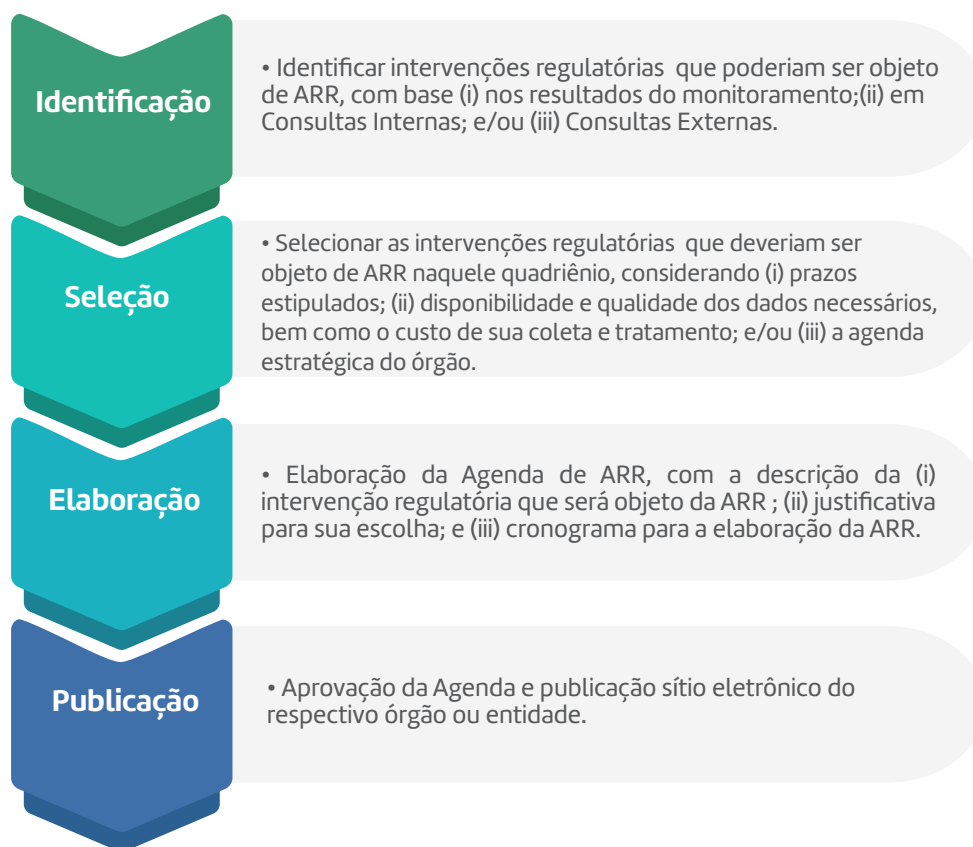 Identificação
• Identificar intervenções regulatórias que poderiam ser objeto
de ARR, com base (i) nos resultados do monitoramento;(ii) em
Consultas Internas; e/ou (iii) Consultas Externas.
Seleção
• Selecionar as intervenções regulatórias que deveriam ser
objeto de ARR naquele quadriênio, considerando (i) prazos
estipulados; (ii) disponibilidade e qualidade dos dados necessários,
bem como o custo de sua coleta e tratamento; e/ou (iii) a agenda
estratégica do órgão.
Elaboração
• Elaboração da Agenda de ARR, com a descrição da (i)
intervenção regulatória que será objeto da ARR ; (ii) justificativa
para sua escolha; e (iii) cronograma para a elaboração da ARR.
Publicação
• Aprovação da Agenda e publicação sítio eletrônico do
respectivo órgão ou entidade.